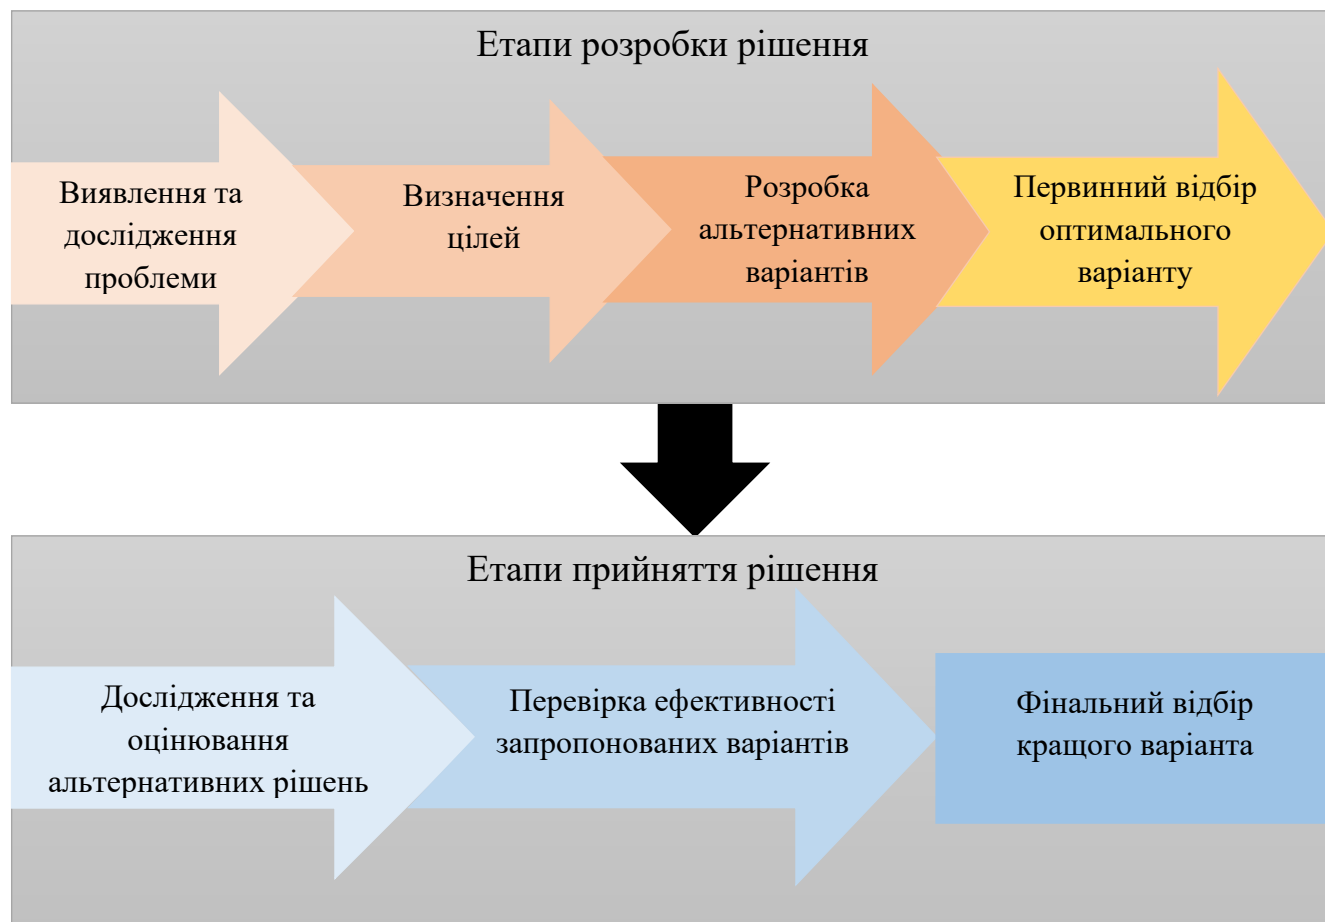 Етапи розробки рішення
Виявлення та
дослідження
проблеми
Визначення
цілей
Розробка
альтернативних
варіантів
Первинний відбір
оптимального
варіанту
Етапи прийняття рішення
Дослідження та
оцінювання
альтернативних рішень
Перевірка ефективності
запропонованих варіантів
Фінальний відбір
кращого варіанта